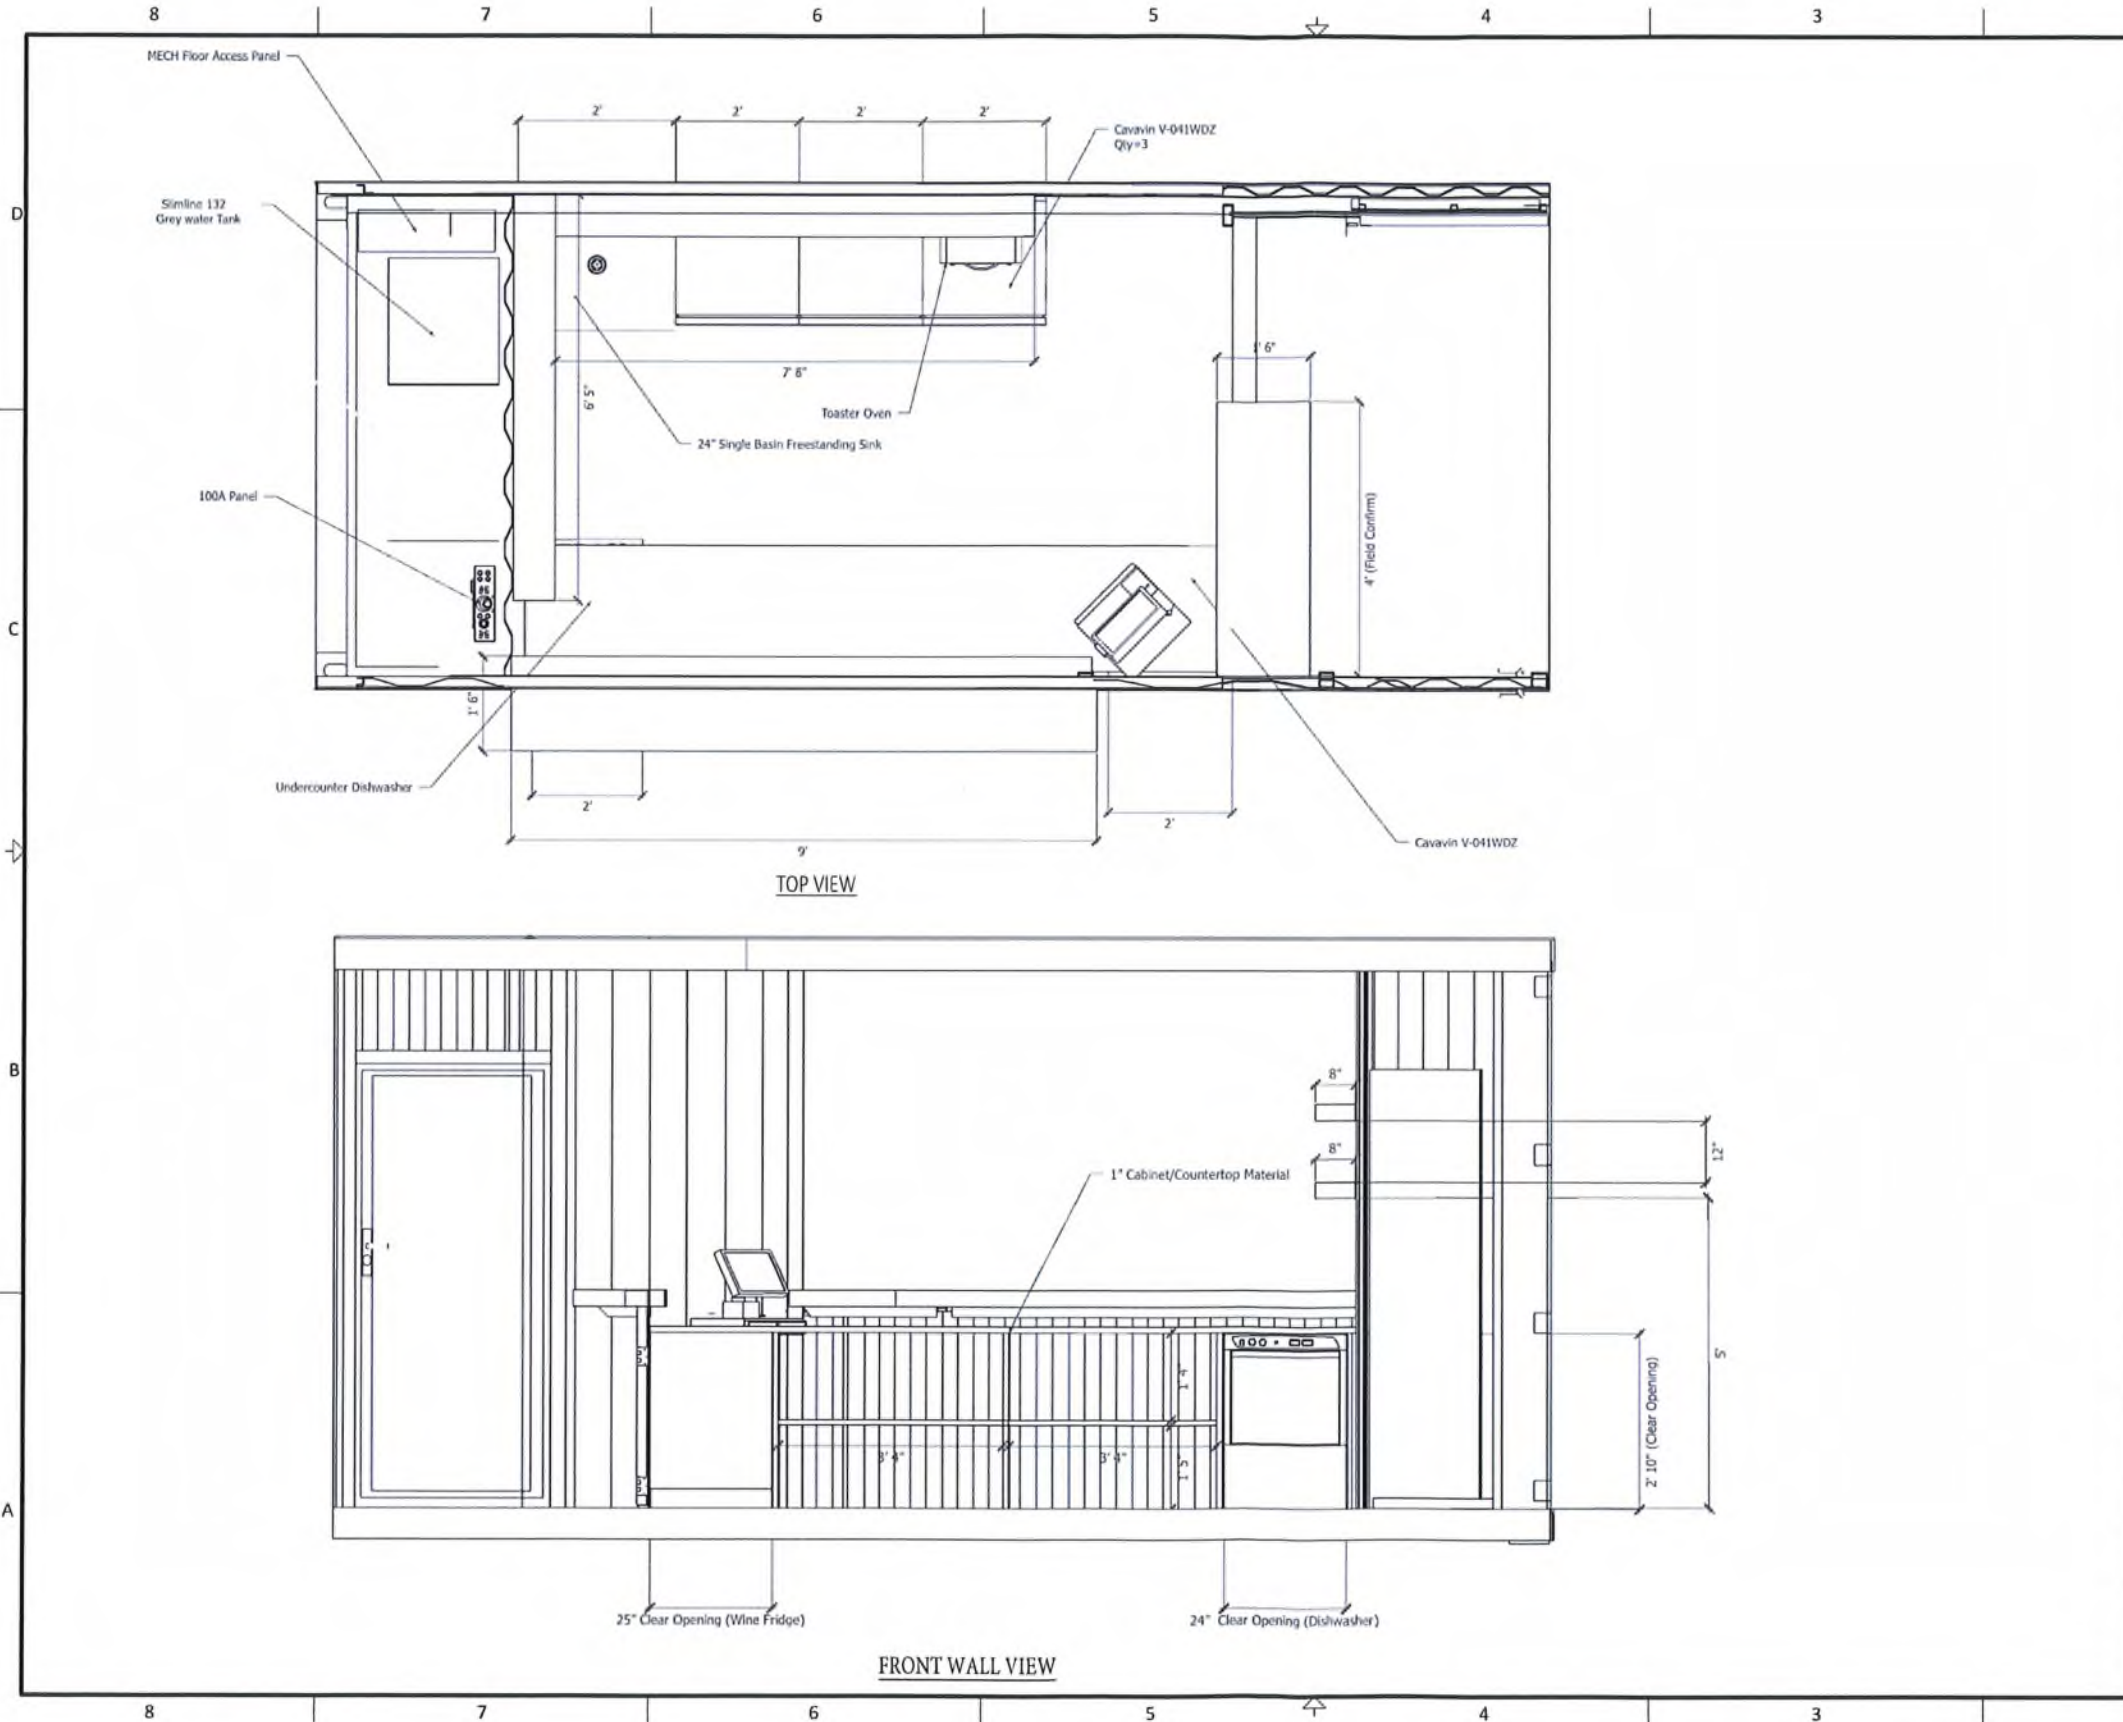 8 7 6 5 4 3
MECH Floor Access Panel
2' 2' 2' 2'
Cavavin V-041WDZ
Qty=3
D
Slimline 132
Grey water Tank
1' 6"
7' 8"
6' 5"
Toaster Oven
24" Single Basin Freestanding Sink
100A Panel
4' (Field Confirm)
C
1' 6"
Undercounter Dishwasher
2'
2'
9'
Cavavin V-041WDZ
TOP VIEW
B
8"
12"
8"
1" Cabinet/Countertop Material
5'
1' 4"
2' 10" (Clear Opening)
3' 4" 3' 4"
1' 5"
A
25" Clear Opening (Wine Fridge)
24" Clear Opening (Dishwasher)
FRONT WALL VIEW
8 7 6 5 4 3